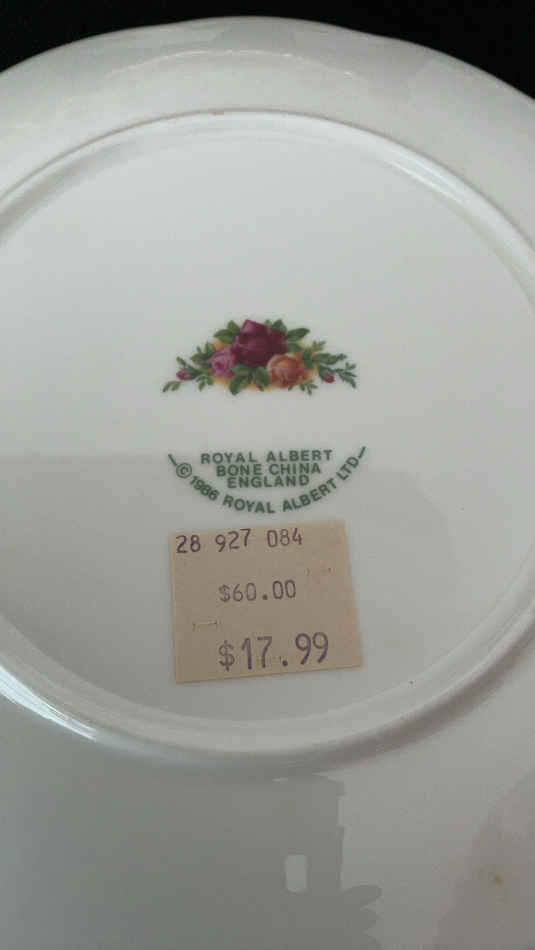 ROYAL ALBERT
BONE CHINA
ENGLAND
© 1986 ROYAL ALBERT LTD
28 927 084
$60.00
$17.99